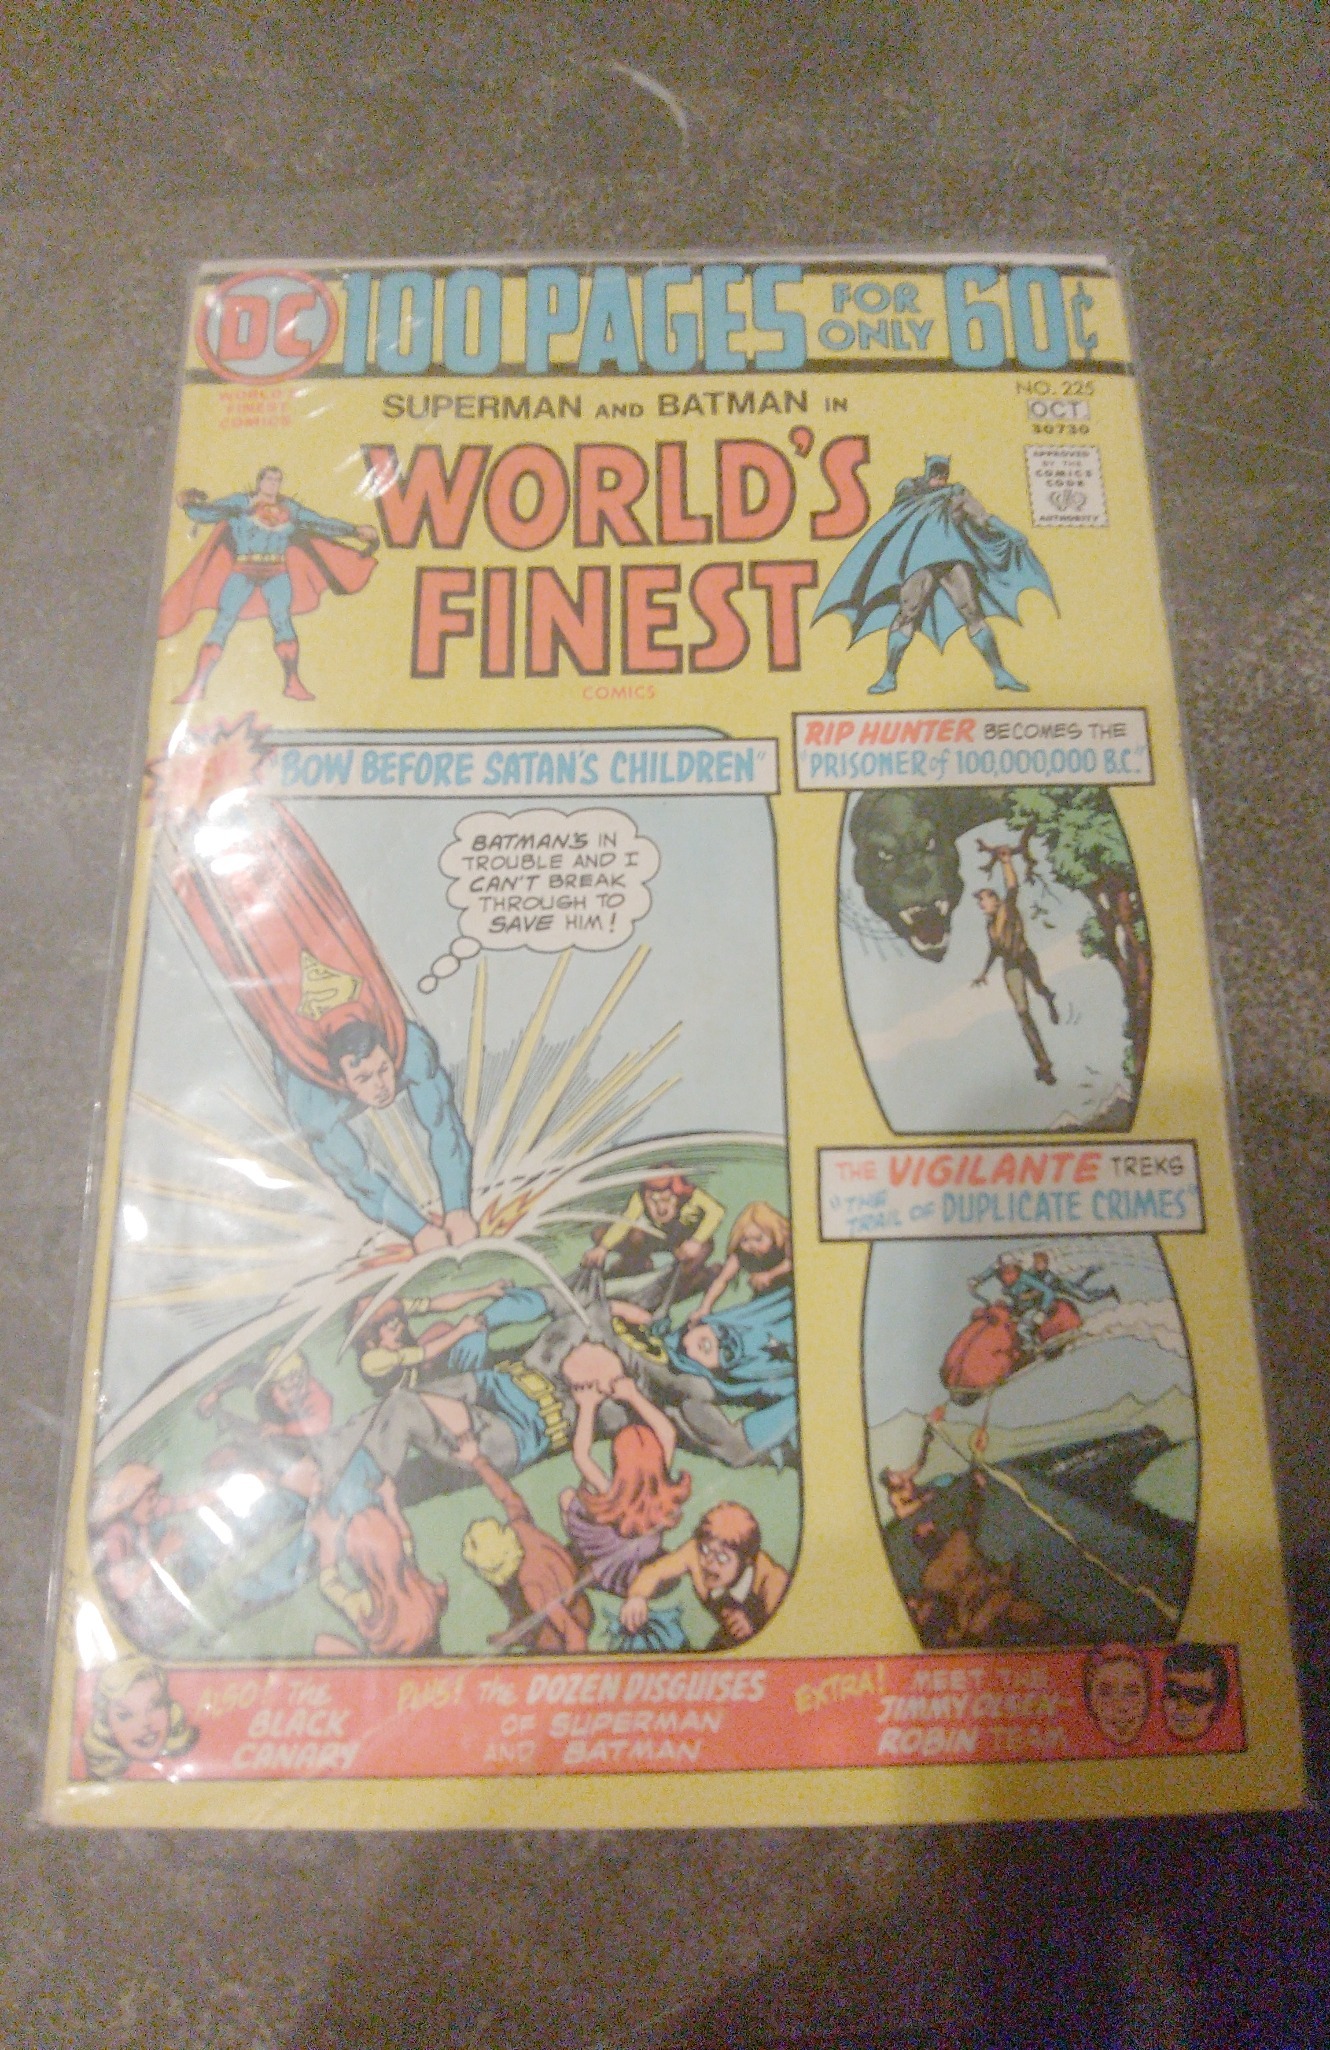 DC
100 PAGES FOR ONLY 60¢
WORLD'S
FINEST
COMICS
SUPERMAN AND BATMAN IN
NO. 225
OCT.
30730
APPROVED
BY THE
COMICS
CODE
AUTHORITY
WORLD'S
FINEST
COMICS
"BOW BEFORE SATAN'S CHILDREN"
BATMAN'S IN
TROUBLE AND I
CAN'T BREAK
THROUGH TO
SAVE HIM!
RIP HUNTER BECOMES THE
"PRISONER of 100,000,000 B.C."
THE VIGILANTE TREKS
"THE TRAIL OF DUPLICATE CRIMES"
ALSO! THE
BLACK
CANARY
PLUS! THE DOZEN DISGUISES
OF SUPERMAN
AND BATMAN
EXTRA! MEET THE
JIMMY OLSEN-
ROBIN TEAM